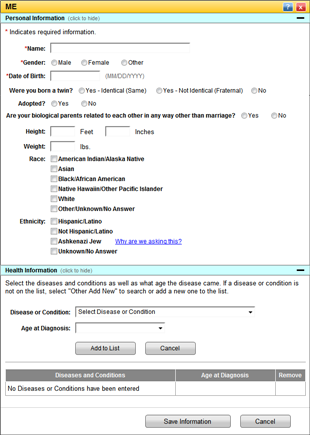 ME ? X
Personal Information (click to hide)
* Indicates required information.
*Name:
*Gender: Male Female Other
*Date of Birth: (MM/DD/YYYY)
Were you born a twin? Yes - Identical (Same) Yes - Not Identical (Fraternal) No
Adopted? Yes No
Are your biological parents related to each other in any way other than marriage? Yes No
Height: Feet Inches
Weight: lbs.
Race: American Indian/Alaska Native
Asian
Black/African American
Native Hawaiin/Other Pacific Islander
White
Other/Unknown/No Answer
Ethnicity: Hispanic/Latino
Not Hispanic/Latino
Ashkenazi Jew Why are we asking this?
Unknown/No Answer
Health Information (click to hide)
Select the diseases and conditions as well as what age the disease came. If a disease or condition is
not on the list, select "Other Add New" to search or add a new one to the list.
Disease or Condition: Select Disease or Condition
Age at Diagnosis:
Add to List Cancel
Diseases and Conditions Age at Diagnosis Remove
No Diseases or Conditions have been entered
Save Information Cancel